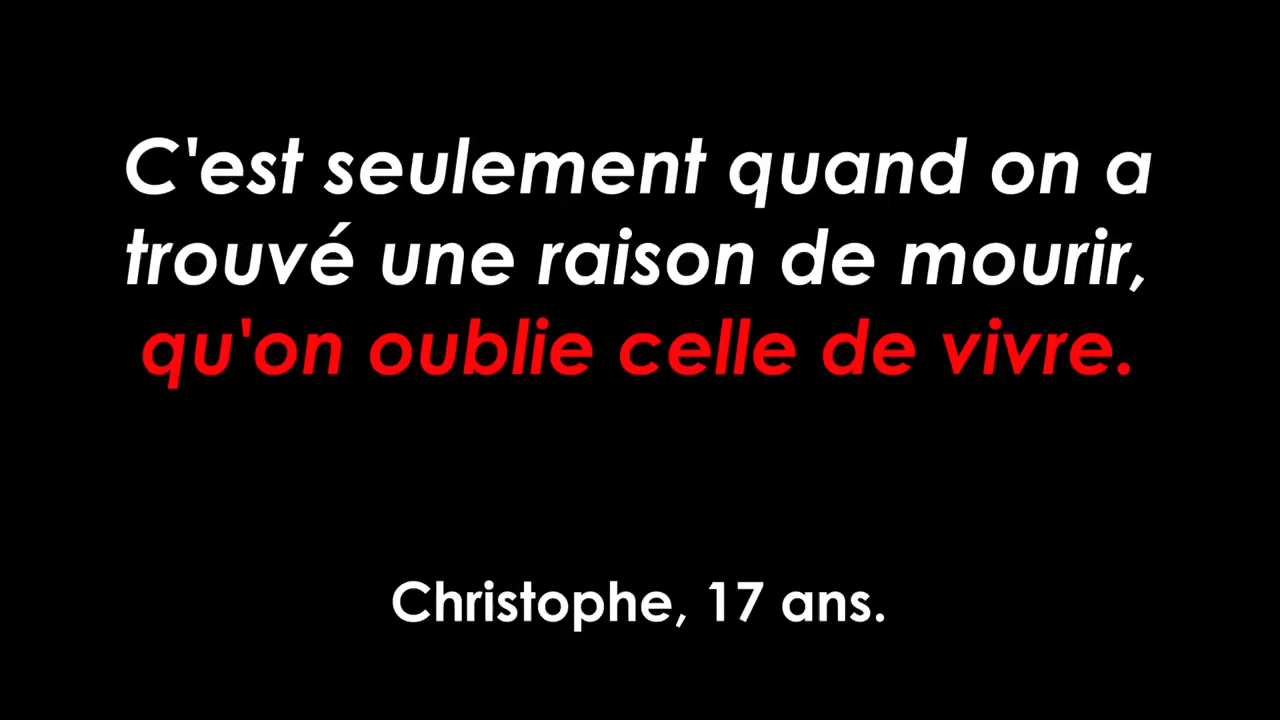 C'est seulement quand on a
trouvé une raison de mourir,
qu'on oublie celle de vivre.
Christophe, 17 ans.